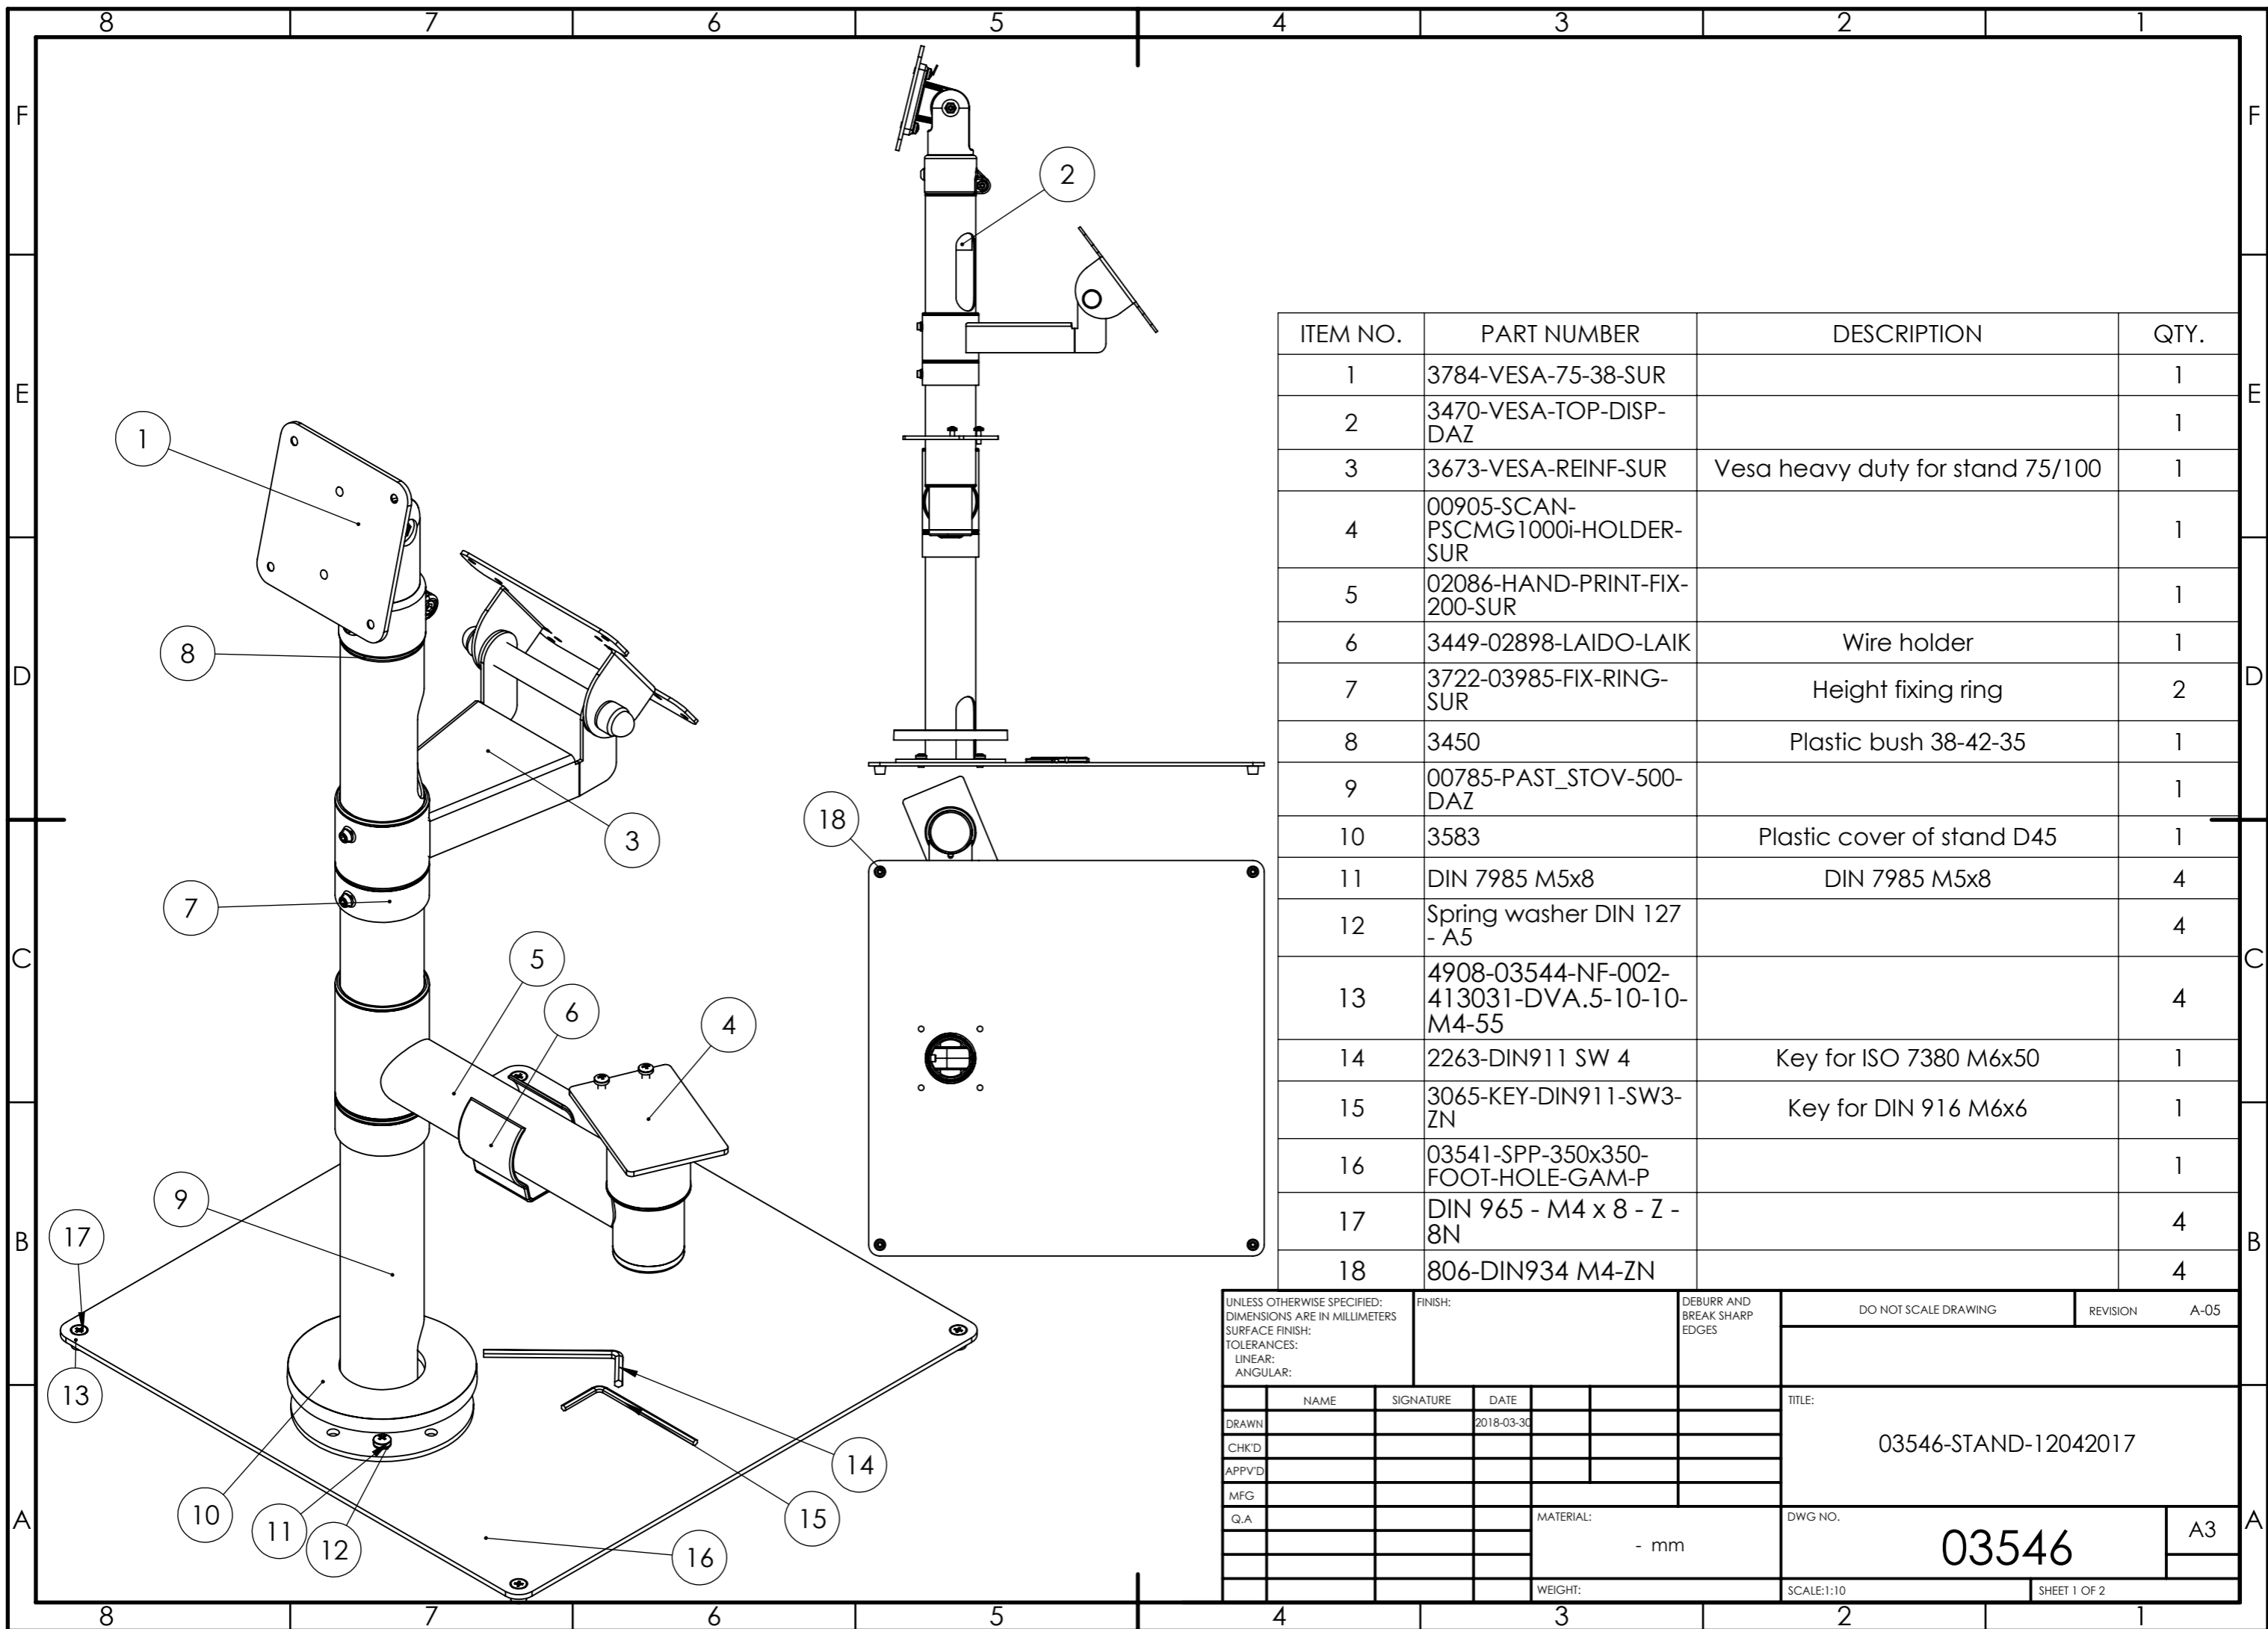 8 7 6 5 4 3 2 1
F F
E E
D D
C C
B B
A A
2
1
8
3
7
5
6
4
18
9
17
13
10
11
12
14
15
16
ITEM NO. PART NUMBER DESCRIPTION QTY.
1 3784-VESA-75-38-SUR 1
2 3470-VESA-TOP-DISP-
DAZ 1
3 3673-VESA-REINF-SUR Vesa heavy duty for stand 75/100 1
4 00905-SCAN-
PSCMG1000i-HOLDER-
SUR 1
5 02086-HAND-PRINT-FIX-
200-SUR 1
6 3449-02898-LAIDO-LAIK Wire holder 1
7 3722-03985-FIX-RING-
SUR Height fixing ring 2
8 3450 Plastic bush 38-42-35 1
9 00785-PAST_STOV-500-
DAZ 1
10 3583 Plastic cover of stand D45 1
11 DIN 7985 M5x8 DIN 7985 M5x8 4
12 Spring washer DIN 127
- A5 4
13 4908-03544-NF-002-
413031-DVA.5-10-10-
M4-55 4
14 2263-DIN911 SW 4 Key for ISO 7380 M6x50 1
15 3065-KEY-DIN911-SW3-
ZN Key for DIN 916 M6x6 1
16 03541-SPP-350x350-
FOOT-HOLE-GAM-P 1
17 DIN 965 - M4 x 8 - Z -
8N 4
18 806-DIN934 M4-ZN 4
UNLESS OTHERWISE SPECIFIED:
DIMENSIONS ARE IN MILLIMETERS
SURFACE FINISH:
TOLERANCES:
LINEAR:
ANGULAR:
FINISH:
DEBURR AND
BREAK SHARP
EDGES
DO NOT SCALE DRAWING
REVISION A-05
NAME SIGNATURE DATE
DRAWN 2018-03-30
CHK'D
APPV'D
MFG
Q.A
TITLE:
03546-STAND-12042017
MATERIAL:
- mm
DWG NO.
03546
A3
WEIGHT:
SCALE:1:10
SHEET 1 OF 2
8 7 6 5 4 3 2 1